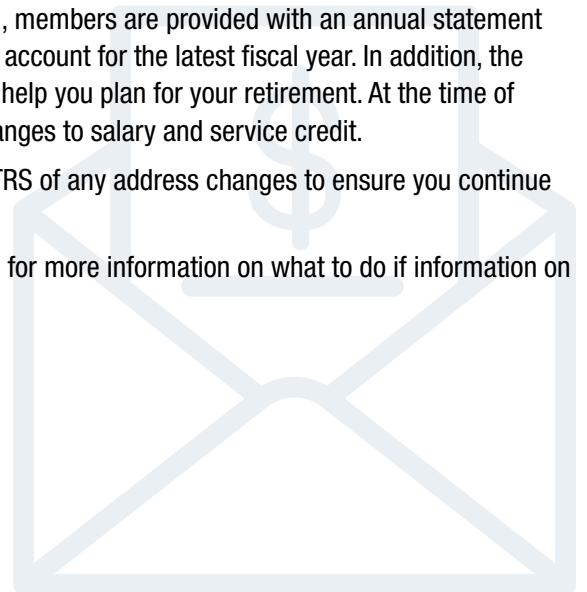 , members are provided with an annual statement
account for the latest fiscal year. In addition, the
help you plan for your retirement. At the time of
anges to salary and service credit.
TRS of any address changes to ensure you continue
for more information on what to do if information on
$